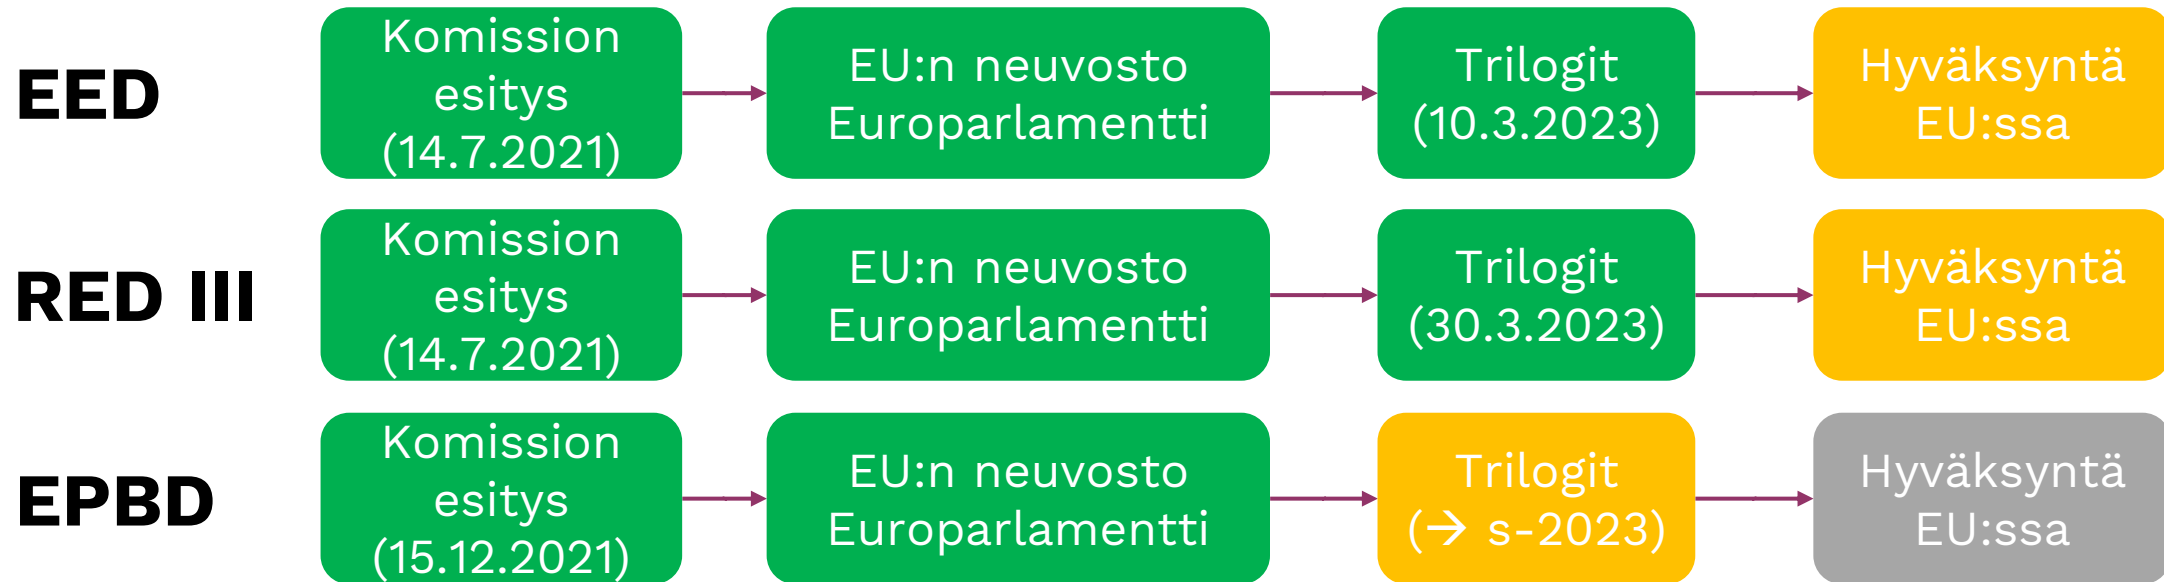 EED
Komission
esitys
(14.7.2021)
EU:n neuvosto
Europarlamentti
Trilogit
(10.3.2023)
Hyväksyntä
EU:ssa
RED III
Komission
esitys
(14.7.2021)
EU:n neuvosto
Europarlamentti
Trilogit
(30.3.2023)
Hyväksyntä
EU:ssa
EPBD
Komission
esitys
(15.12.2021)
EU:n neuvosto
Europarlamentti
Trilogit
(→ s-2023)
Hyväksyntä
EU:ssa